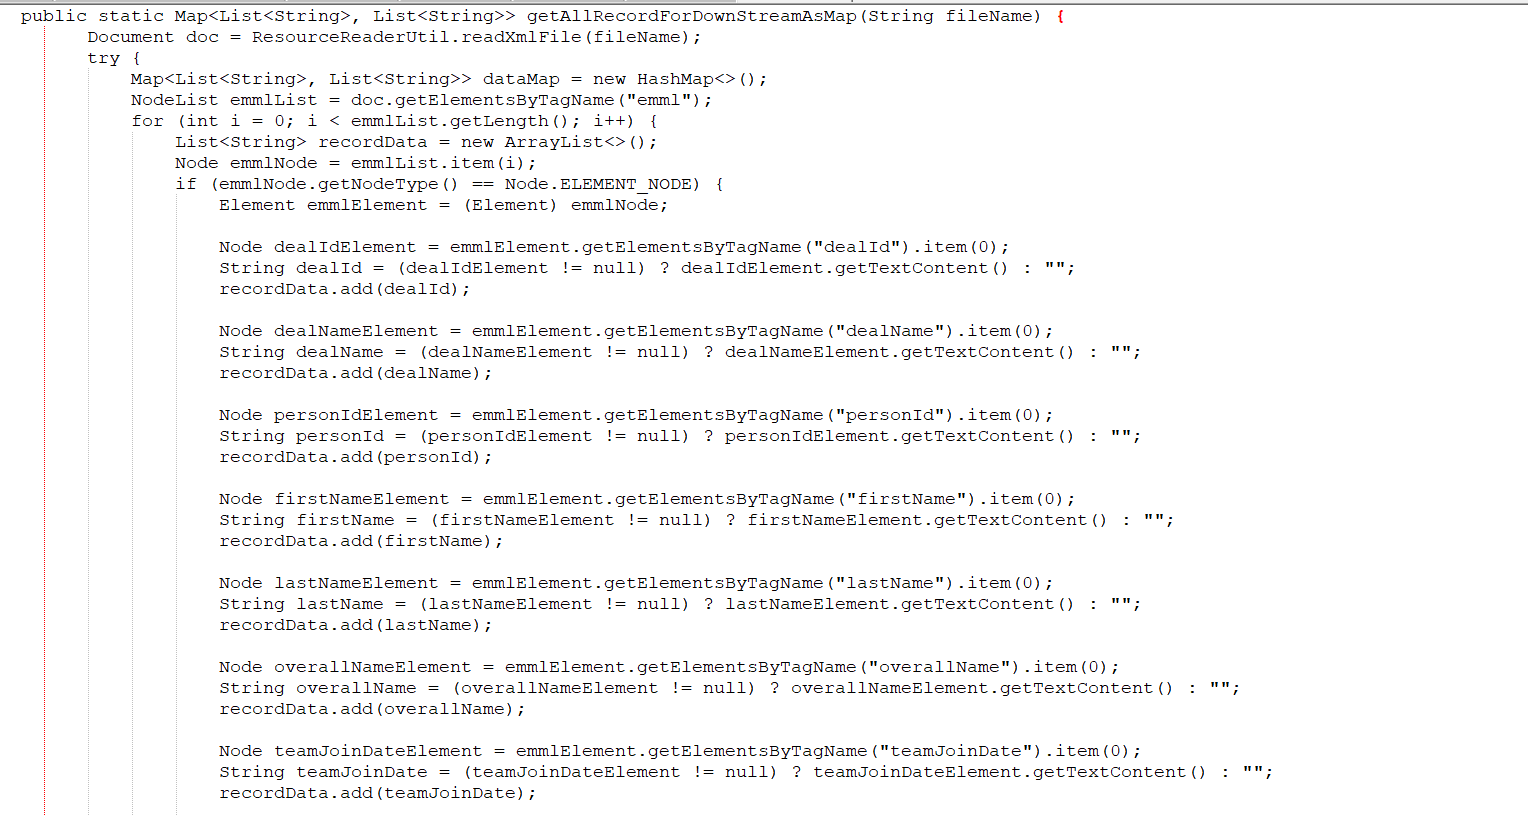 public static Map<List<String>, List<String>> getAllRecordForDownStreamAsMap(String fileName) {
Document doc = ResourceReaderUtil.readXmlFile(fileName);
try {
Map<List<String>, List<String>> dataMap = new HashMap<>();
NodeList emmlList = doc.getElementsByTagName("emml");
for (int i = 0; i < emmlList.getLength(); i++) {
List<String> recordData = new ArrayList<>();
Node emmlNode = emmlList.item(i);
if (emmlNode.getNodeType() == Node.ELEMENT_NODE) {
Element emmlElement = (Element) emmlNode;
Node dealIdElement = emmlElement.getElementsByTagName("dealId").item(0);
String dealId = (dealIdElement != null) ? dealIdElement.getTextContent() : "";
recordData.add(dealId);
Node dealNameElement = emmlElement.getElementsByTagName("dealName").item(0);
String dealName = (dealNameElement != null) ? dealNameElement.getTextContent() : "";
recordData.add(dealName);
Node personIdElement = emmlElement.getElementsByTagName("personId").item(0);
String personId = (personIdElement != null) ? personIdElement.getTextContent() : "";
recordData.add(personId);
Node firstNameElement = emmlElement.getElementsByTagName("firstName").item(0);
String firstName = (firstNameElement != null) ? firstNameElement.getTextContent() : "";
recordData.add(firstName);
Node lastNameElement = emmlElement.getElementsByTagName("lastName").item(0);
String lastName = (lastNameElement != null) ? lastNameElement.getTextContent() : "";
recordData.add(lastName);
Node overallNameElement = emmlElement.getElementsByTagName("overallName").item(0);
String overallName = (overallNameElement != null) ? overallNameElement.getTextContent() : "";
recordData.add(overallName);
Node teamJoinDateElement = emmlElement.getElementsByTagName("teamJoinDate").item(0);
String teamJoinDate = (teamJoinDateElement != null) ? teamJoinDateElement.getTextContent() : "";
recordData.add(teamJoinDate);